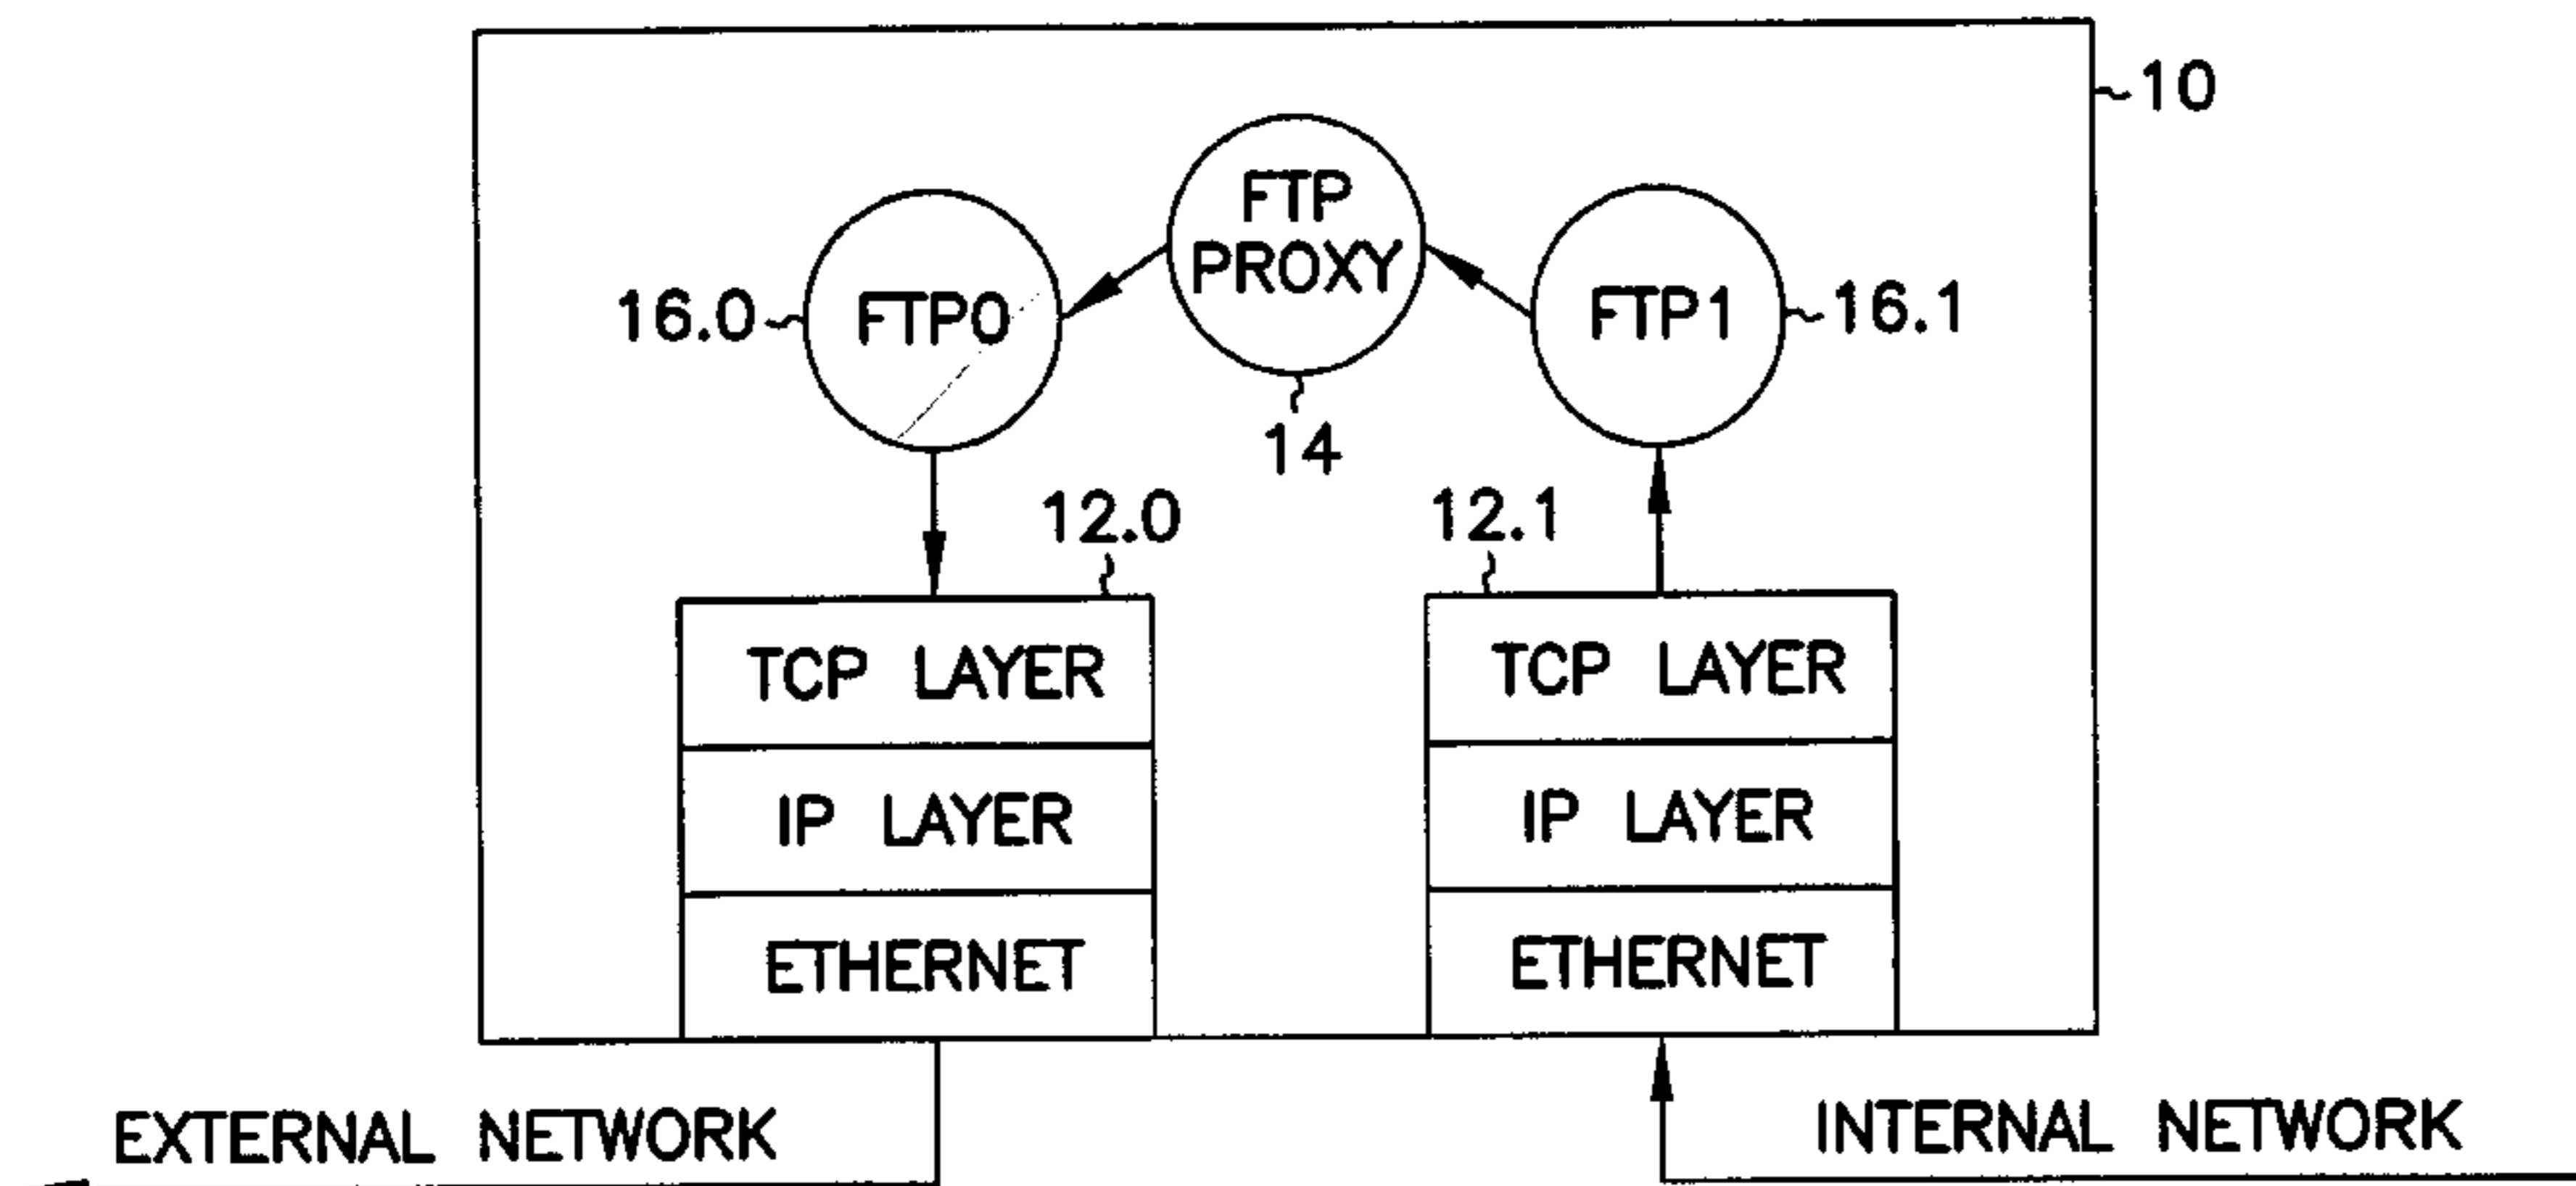 10
FTP
PROXY
16.0
FTP0
FTP1
16.1
14
12.0
12.1
TCP LAYER
TCP LAYER
IP LAYER
IP LAYER
ETHERNET
ETHERNET
EXTERNAL NETWORK
INTERNAL NETWORK